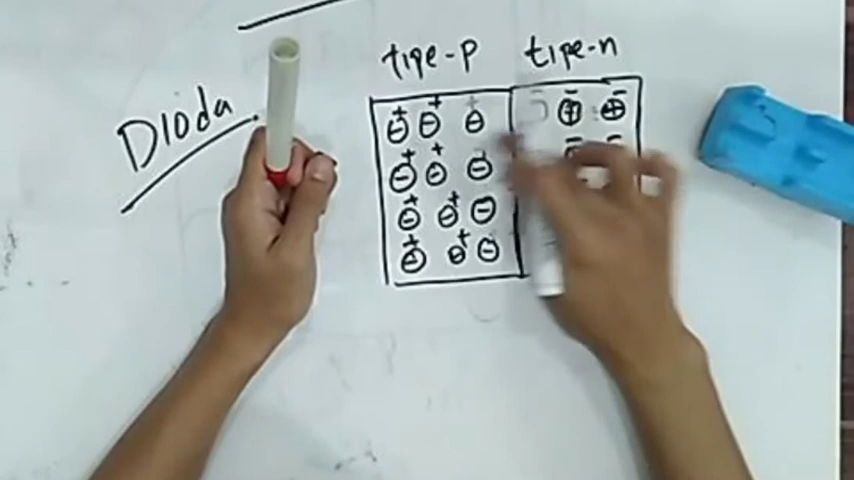 tipe-p tipe-n
Dioda
⊖+ ⊖+ ⊖+ ⊕- ⊕-
⊖+ ⊖+ ⊖
⊖+ ⊖+ ⊖
⊖+ ⊖+ ⊖